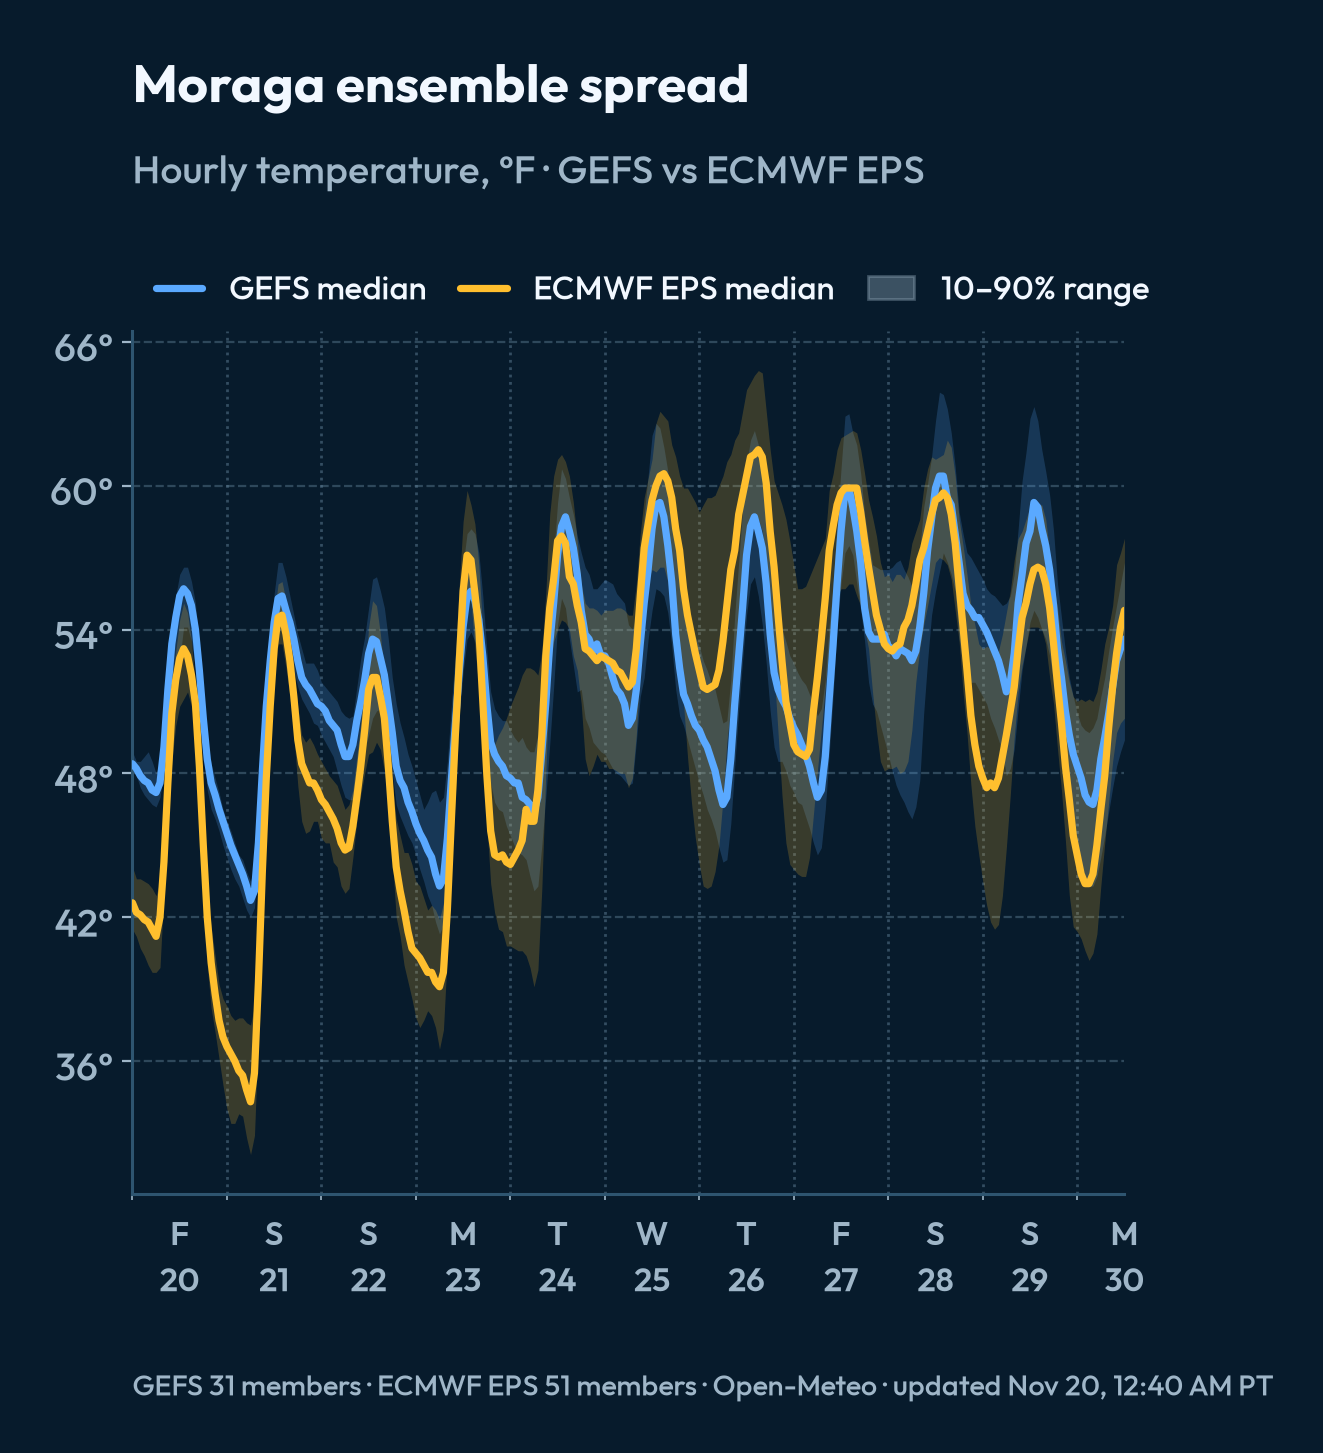 Moraga ensemble spread
Hourly temperature, °F · GEFS vs ECMWF EPS
GEFS median ECMWF EPS median 10–90% range
66°
60°
54°
48°
42°
36°
F S S M T W T F S S M
20 21 22 23 24 25 26 27 28 29 30
GEFS 31 members · ECMWF EPS 51 members · Open-Meteo · updated Nov 20, 12:40 AM PT